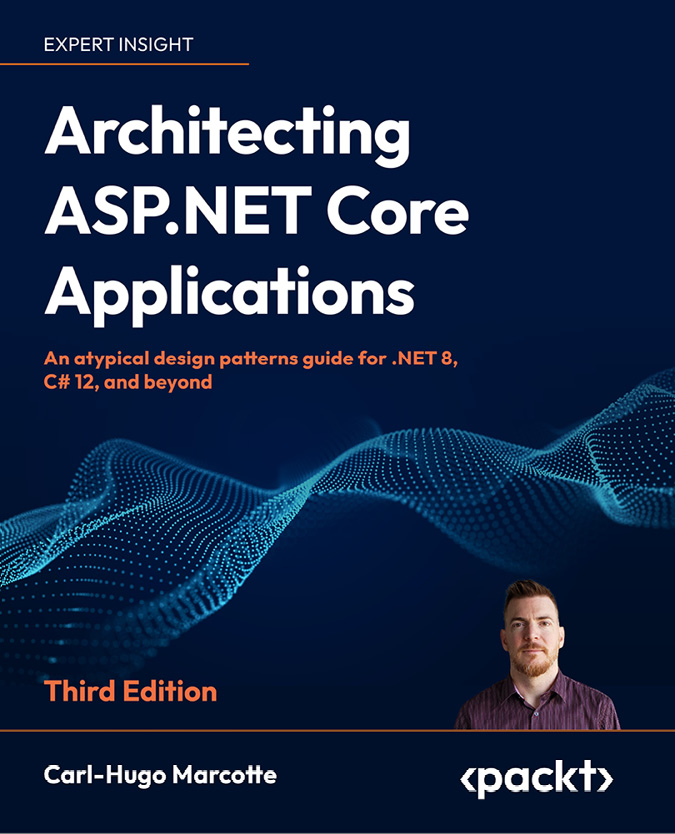 EXPERT INSIGHT
Architecting
ASP.NET Core
Applications
An atypical design patterns guide for .NET 8,
C# 12, and beyond
Third Edition
Carl-Hugo Marcotte
<packt>